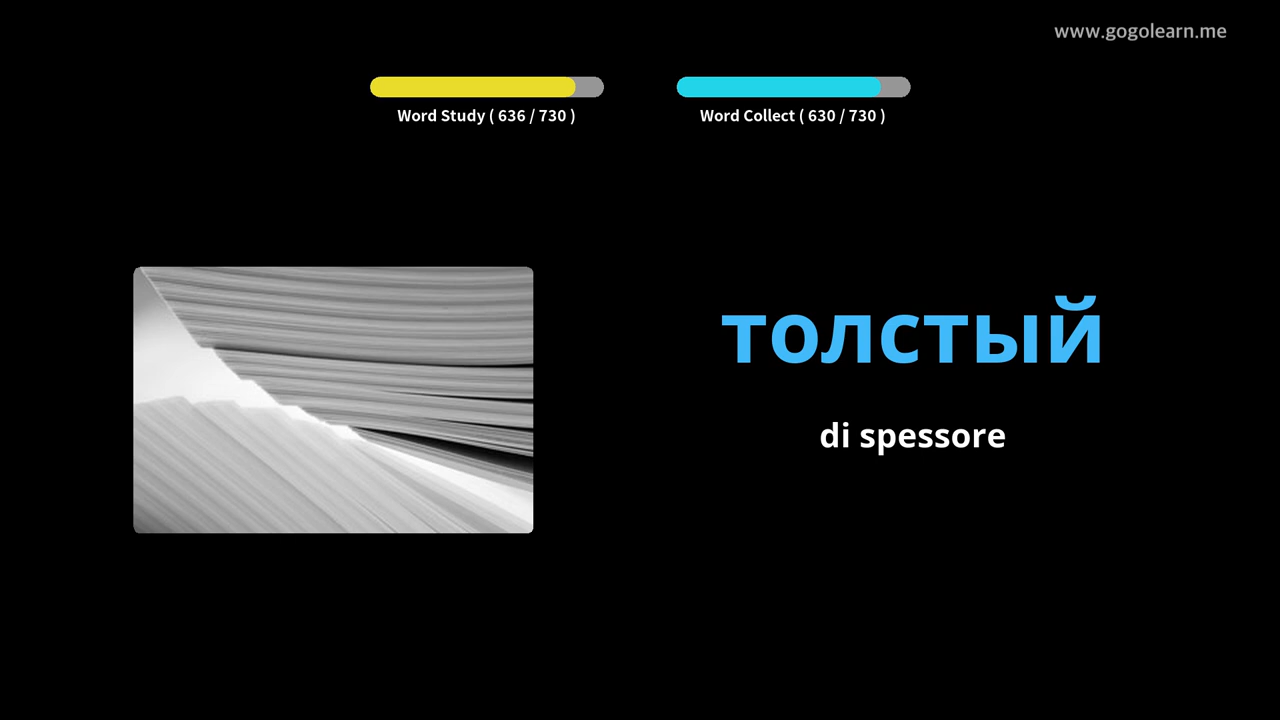 www.gogolearn.me
Word Study ( 636 / 730 )
Word Collect ( 630 / 730 )
толстый
di spessore